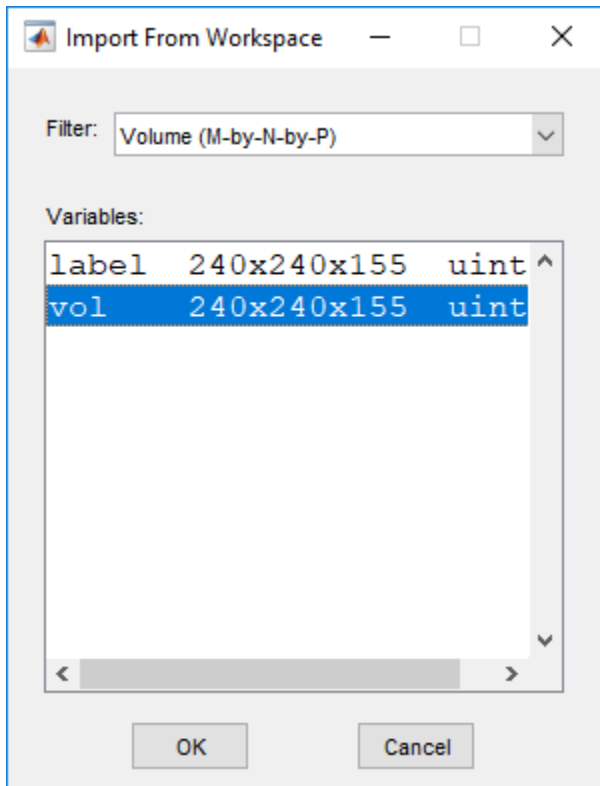 Import From Workspace
Filter: Volume (M-by-N-by-P)
Variables:
label 240x240x155 uint
vol 240x240x155 uint
OK Cancel